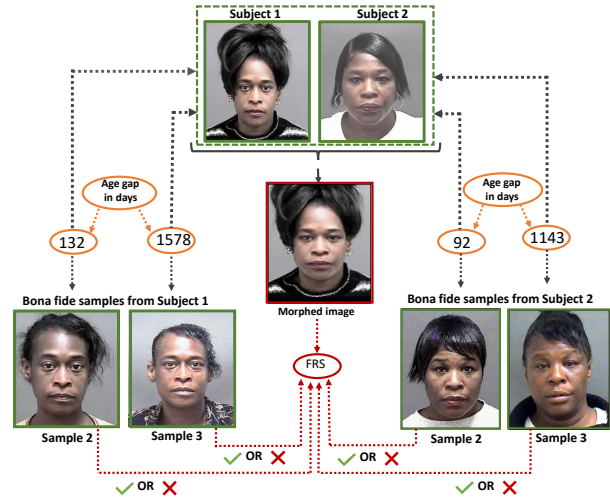 Subject 1
Subject 2
Age gap
in days
132
1578
Age gap
in days
92
1143
Bona fide samples from Subject 1
Morphed image
Bona fide samples from Subject 2
FRS
Sample 2
Sample 3
Sample 2
Sample 3
OR
OR
OR
OR